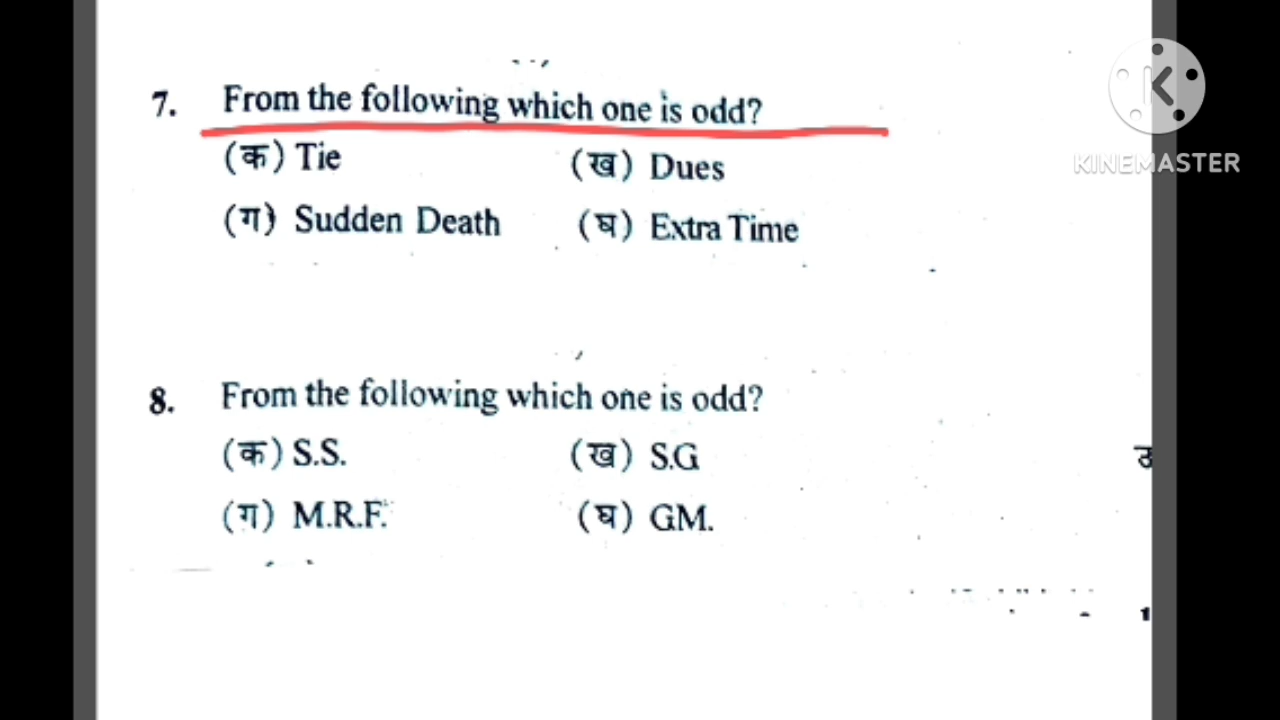 7. From the following which one is odd?
(क) Tie (ख) Dues
(ग) Sudden Death (घ) Extra Time
8. From the following which one is odd?
(क) S.S. (ख) S.G
(ग) M.R.F. (घ) GM.
उ
1
KINEMASTER